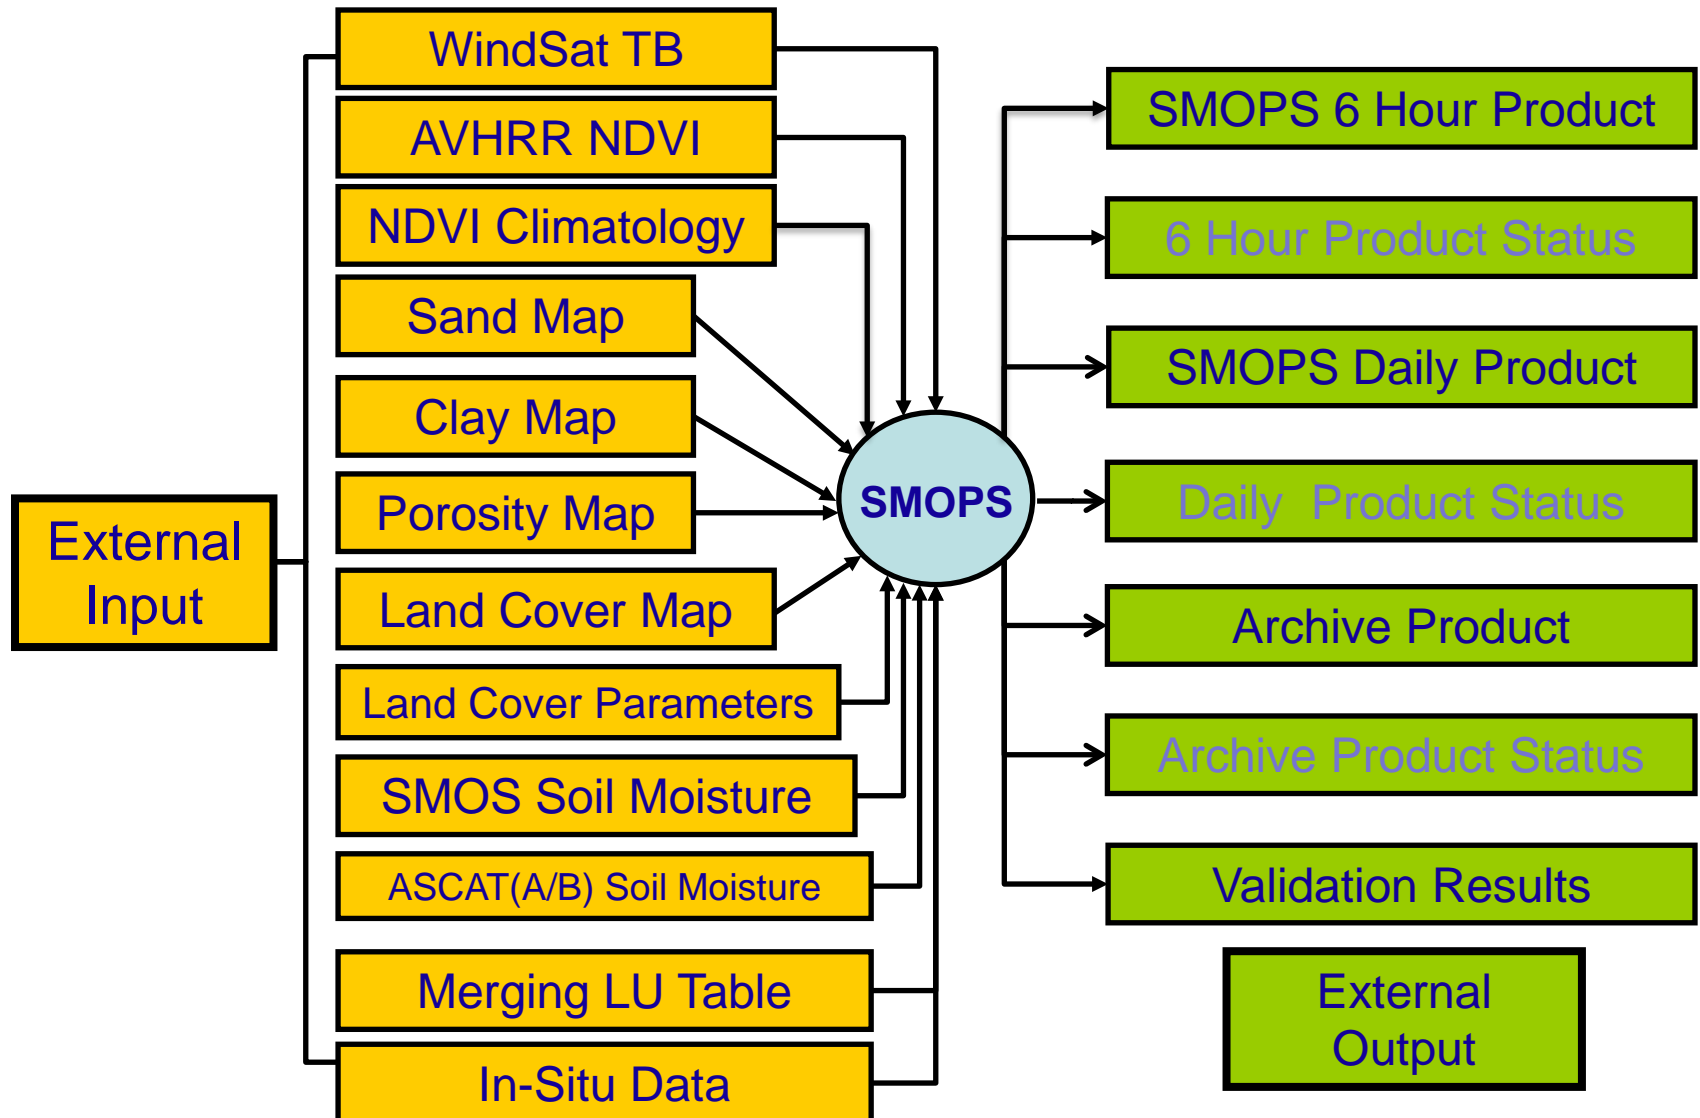 External
Input
WindSat TB
AVHRR NDVI
NDVI Climatology
Sand Map
Clay Map
Porosity Map
Land Cover Map
Land Cover Parameters
SMOS Soil Moisture
ASCAT(A/B) Soil Moisture
Merging LU Table
In-Situ Data
SMOPS
SMOPS 6 Hour Product
6 Hour Product Status
SMOPS Daily Product
Daily  Product Status
Archive Product
Archive Product Status
Validation Results
External
Output